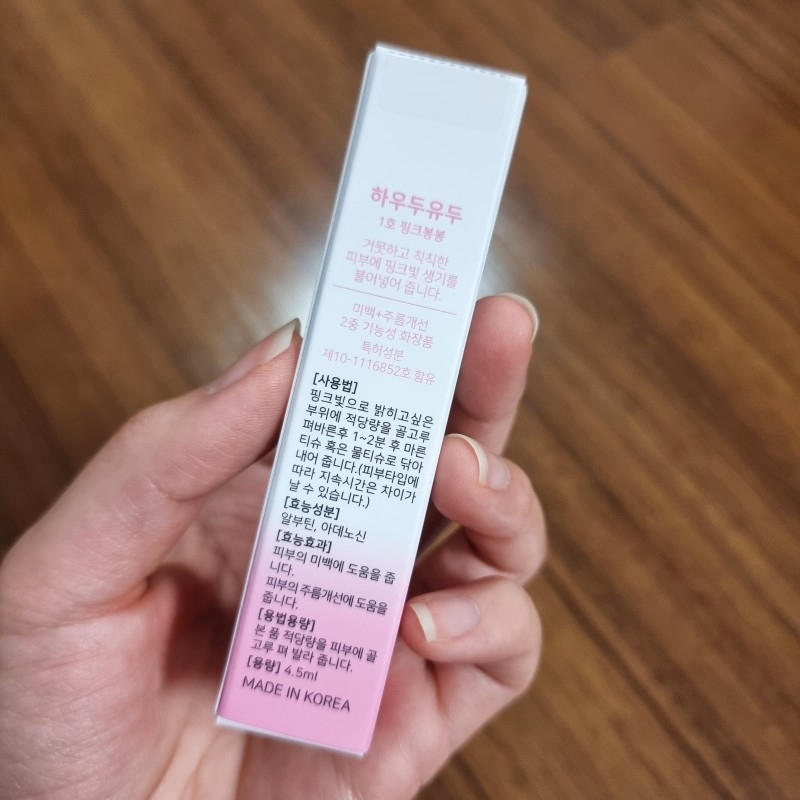 하우두유두
1호 핑크봉봉
거뭇하고 칙칙한
피부에 핑크빛 생기를
불어넣어 줍니다.
미백+주름개선
2중 기능성 화장품
특허성분
제10-1116852호 함유
[사용법]
핑크빛으로 밝히고싶은
부위에 적당량을 골고루
펴바른후 1~2분 후 마른
티슈 혹은 물티슈로 닦아
내어 줍니다.(피부타입에
따라 지속시간은 차이가
날 수 있습니다.)
[효능성분]
알부틴, 아데노신
[효능효과]
피부의 미백에 도움을 줍
니다.
피부의 주름개선에 도움을
줍니다.
[용법용량]
본 품 적당량을 피부에 골
고루 펴 발라 줍니다.
[용량] 4.5ml
MADE IN KOREA